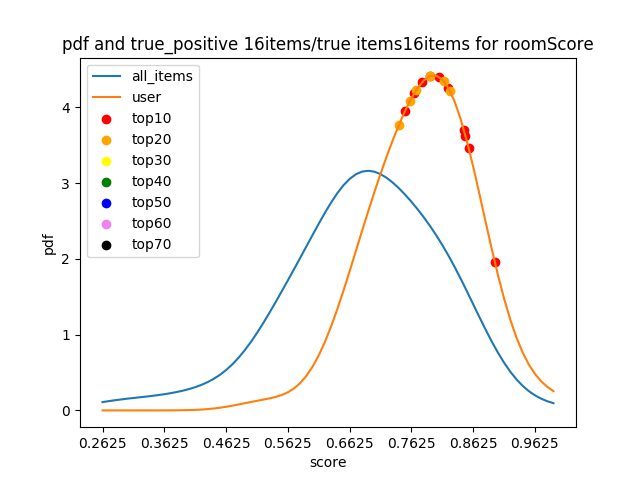 pdf and true_positive 16items/true items16items for roomScore
all_items
user
top10
top20
top30
top40
top50
top60
top70
pdf
4
3
2
1
0
0.2625 0.3625 0.4625 0.5625 0.6625 0.7625 0.8625 0.9625
score